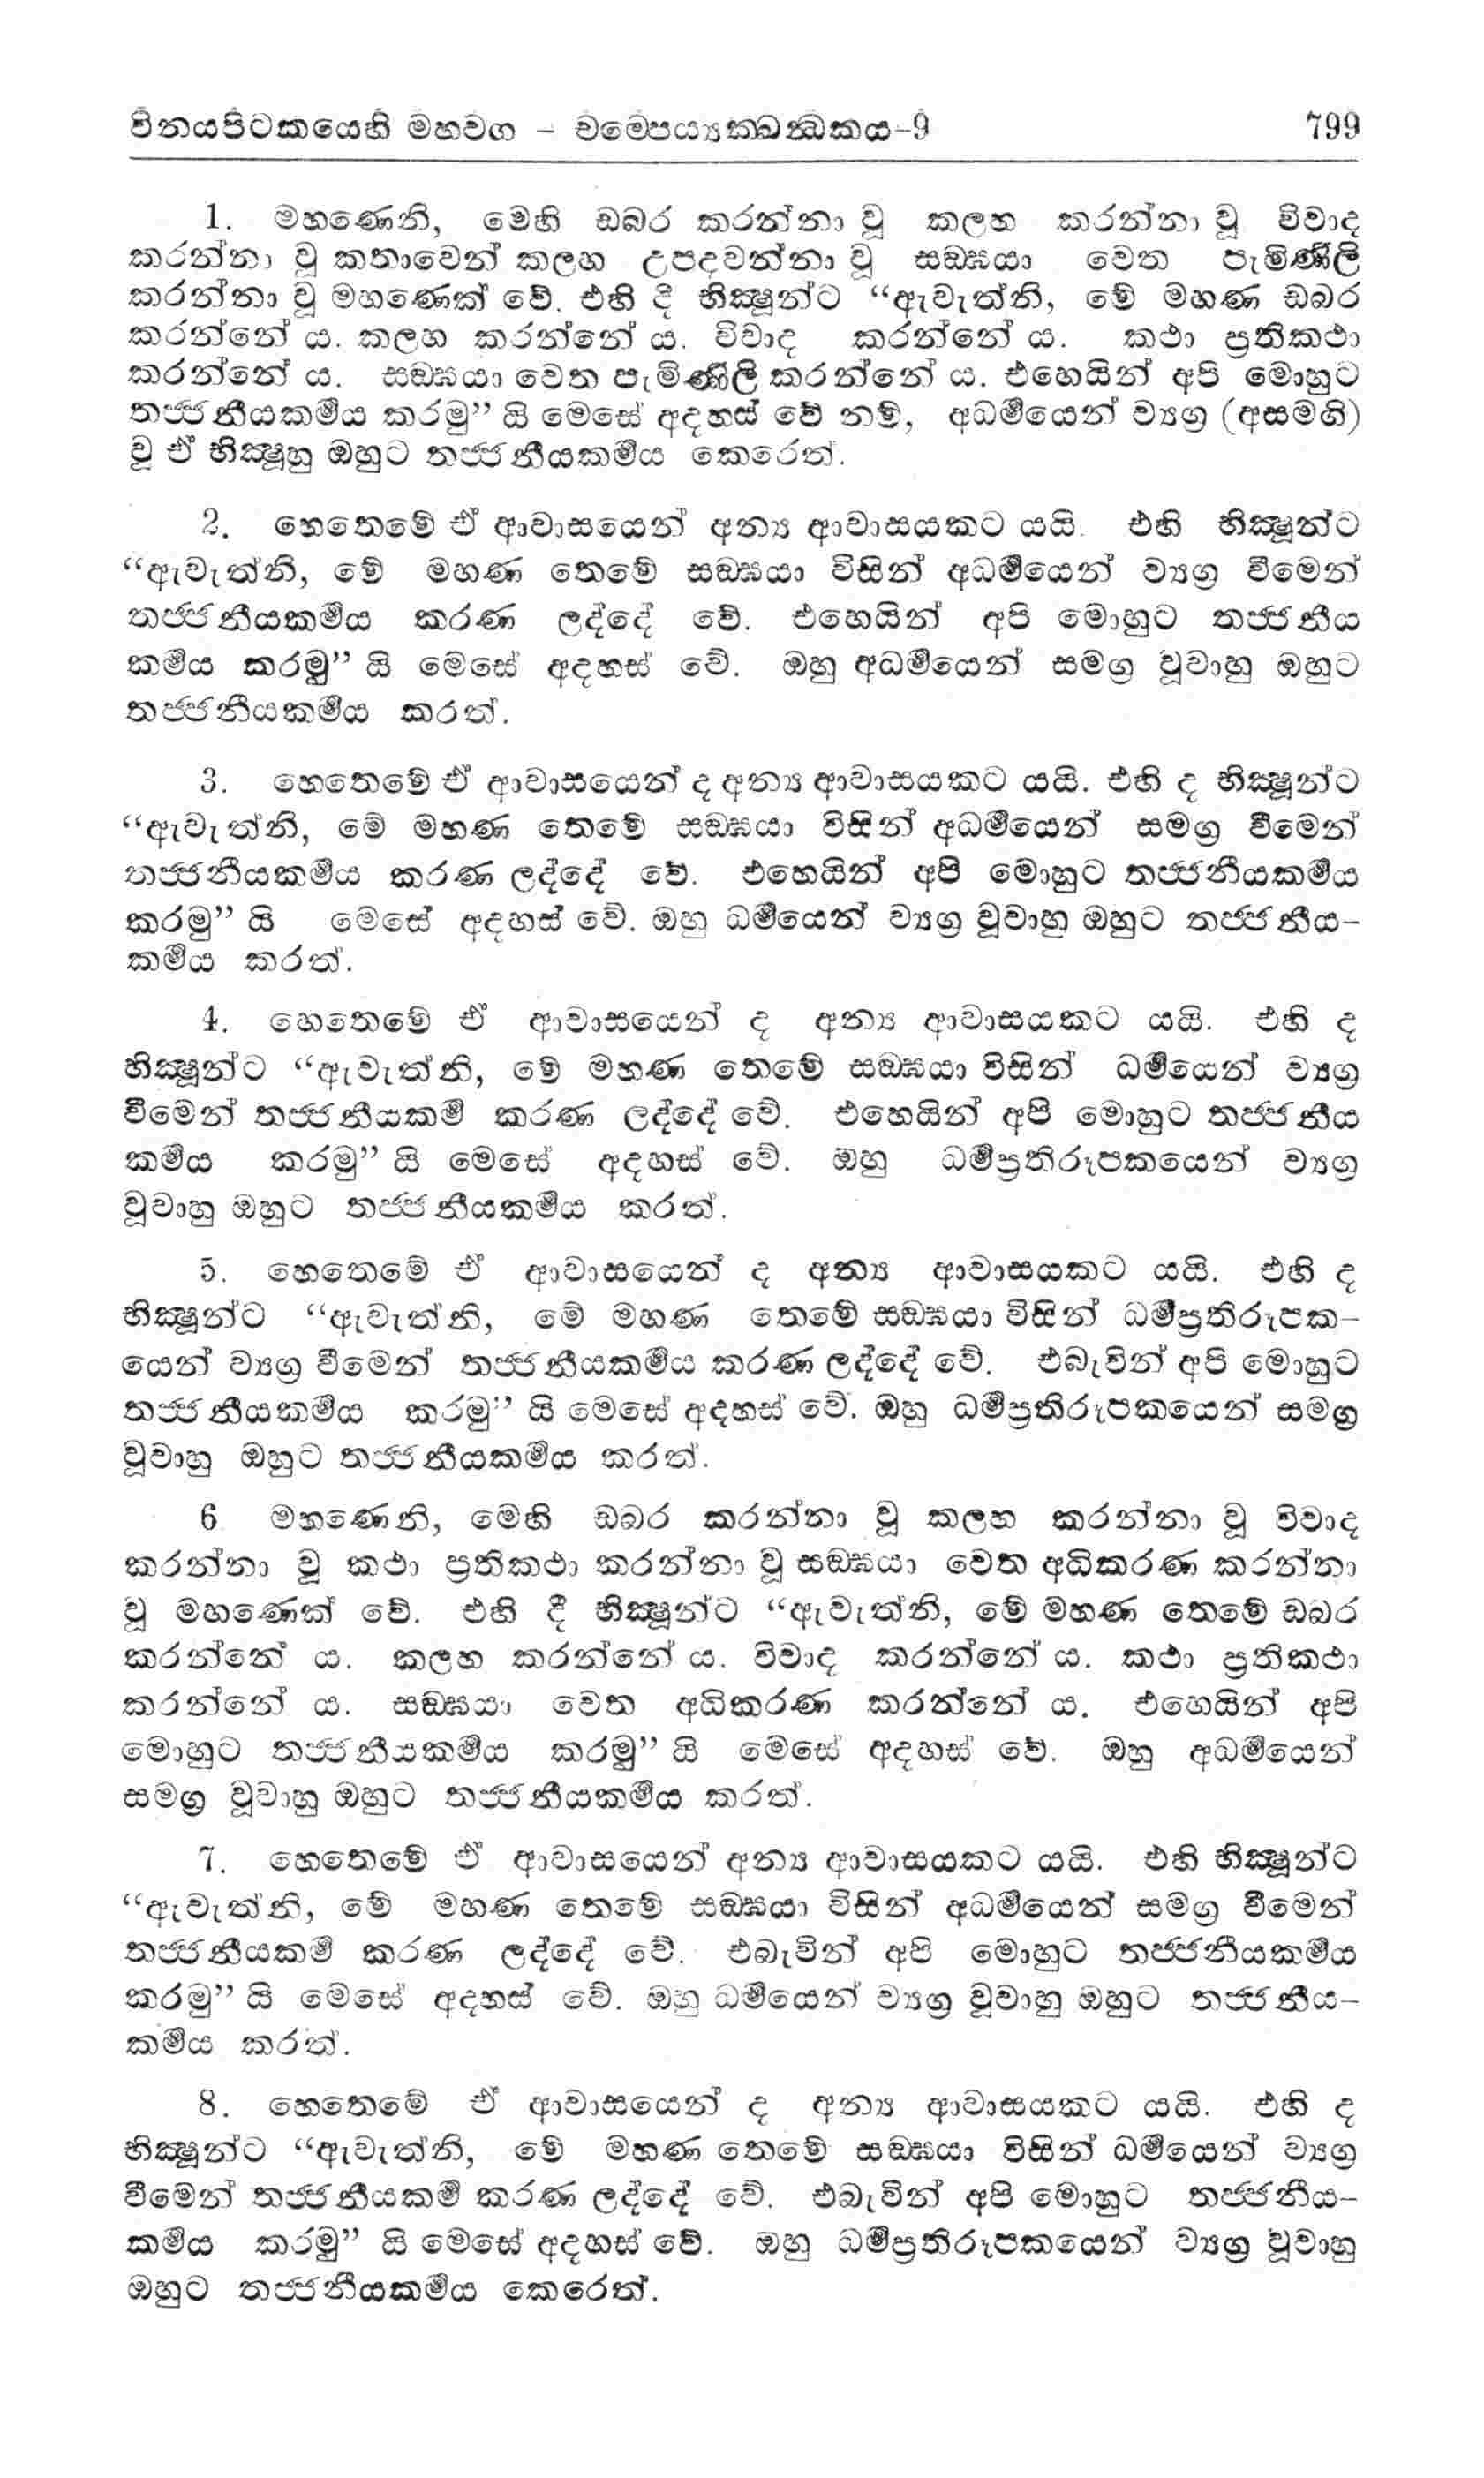 විනයපිටකයෙහි මහවග - චම්පෙය්‍යක්ඛන්ධකය-9 799
1. මහණෙනි, මෙහි ඩබර කරන්නා වූ කලහ කරන්නා වූ විවාද
කරන්නා වූ කතාවෙන් කලහ උපදවන්නා වූ සඞ්ඝයා වෙත පැමිණිලි
කරන්නා වූ මහණෙක් වේ. එහි දී භික්‍ෂූන්ට “ඇවැත්නි, මේ මහණ ඩබර
කරන්නේ ය. කලහ කරන්නේ ය. විවාද කරන්නේ ය. කථා ප්‍රතිකථා
කරන්නේ ය. සඞ්ඝයා වෙත පැමිණිලි කරන්නේ ය. එහෙයින් අපි මොහුට
තජ්ජනීයකර්‍මය කරමු” යි මෙසේ අදහස් වේ නම්, අධර්‍මයෙන් ව්‍යග්‍ර (අසමගි)
වූ ඒ භික්‍ෂූහු ඔහුට තජ්ජනීයකර්‍මය කෙරෙත්.
2. හෙතෙමේ ඒ ආවාසයෙන් අන්‍ය ආවාසයකට යයි. එහි භික්‍ෂූන්ට
“ඇවැත්නි, මේ මහණ තෙමේ සඞ්ඝයා විසින් අධර්‍මයෙන් ව්‍යග්‍ර වීමෙන්
තජ්ජනීයකර්‍මය කරණ ලද්දේ වේ. එහෙයින් අපි මොහුට තජ්ජනීය
කර්‍මය කරමු” යි මෙසේ අදහස් වේ. ඔහු අධර්‍මයෙන් සමග්‍ර වූවාහු ඔහුට
තජ්ජනීයකර්‍මය කරත්.
3. හෙතෙමේ ඒ ආවාසයෙන් ද අන්‍ය ආවාසයකට යයි. එහි ද භික්‍ෂූන්ට
“ඇවැත්නි, මේ මහණ තෙමේ සඞ්ඝයා විසින් අධර්‍මයෙන් සමග්‍ර වීමෙන්
තජ්ජනීයකර්‍මය කරණ ලද්දේ වේ. එහෙයින් අපි මොහුට තජ්ජනීයකර්‍මය
කරමු” යි මෙසේ අදහස් වේ. ඔහු ධර්‍මයෙන් ව්‍යග්‍ර වූවාහු ඔහුට තජ්ජනීය-
කර්‍මය කරත්.
4. හෙතෙමේ ඒ ආවාසයෙන් ද අන්‍ය ආවාසයකට යයි. එහි ද
භික්‍ෂූන්ට “ඇවැත්නි, මේ මහණ තෙමේ සඞ්ඝයා විසින් ධර්‍මයෙන් ව්‍යග්‍ර
වීමෙන් තජ්ජනීයකර්‍ම කරණ ලද්දේ වේ. එහෙයින් අපි මොහුට තජ්ජනීය
කර්‍මය කරමු” යි මෙසේ අදහස් වේ. ඔහු ධර්‍මප්‍රතිරූපකයෙන් ව්‍යග්‍ර
වූවාහු ඔහුට තජ්ජනීයකර්‍මය කරත්.
5. හෙතෙමේ ඒ ආවාසයෙන් ද අන්‍ය ආවාසයකට යයි. එහි ද
භික්‍ෂූන්ට “ඇවැත්නි, මේ මහණ තෙමේ සඞ්ඝයා විසින් ධර්‍මප්‍රතිරූපක-
යෙන් ව්‍යග්‍ර වීමෙන් තජ්ජනීයකර්‍මය කරණ ලද්දේ වේ. එබැවින් අපි මොහුට
තජ්ජනීයකර්‍මය කරමු” යි මෙසේ අදහස් වේ. ඔහු ධර්‍මප්‍රතිරූපකයෙන් සමග්‍ර
වූවාහු ඔහුට තජ්ජනීයකර්‍මය කරත්.
6 මහණෙනි, මෙහි ඩබර කරන්නා වූ කලහ කරන්නා වූ විවාද
කරන්නා වූ කථා ප්‍රතිකථා කරන්නා වූ සඞ්ඝයා වෙත අධිකරණ කරන්නා
වූ මහණෙක් වේ. එහි දී භික්‍ෂූන්ට “ඇවැත්නි, මේ මහණ තෙමේ ඩබර
කරන්නේ ය. කලහ කරන්නේ ය. විවාද කරන්නේ ය. කථා ප්‍රතිකථා
කරන්නේ ය. සඞ්ඝයා වෙත අධිකරණ කරන්නේ ය. එහෙයින් අපි
මොහුට තජ්ජනීයකර්‍මය කරමු” යි මෙසේ අදහස් වේ. ඔහු අධර්‍මයෙන්
සමග්‍ර වූවාහු ඔහුට තජ්ජනීයකර්‍මය කරත්.
7. හෙතෙමේ ඒ ආවාසයෙන් අන්‍ය ආවාසයකට යයි. එහි භික්‍ෂූන්ට
“ඇවැත්නි, මේ මහණ තෙමේ සඞ්ඝයා විසින් අධර්‍මයෙන් සමග්‍ර වීමෙන්
තජ්ජනීයකර්‍ම කරණ ලද්දේ වේ. එබැවින් අපි මොහුට තජ්ජනීයකර්‍මය
කරමු” යි මෙසේ අදහස් වේ. ඔහු ධර්‍මයෙන් ව්‍යග්‍ර වූවාහු ඔහුට තජ්ජනීය-
කර්‍මය කරත්.
8. හෙතෙමේ ඒ ආවාසයෙන් ද අන්‍ය ආවාසයකට යයි. එහි ද
භික්‍ෂූන්ට “ඇවැත්නි, මේ මහණ තෙමේ සඞ්ඝයා විසින් ධර්‍මයෙන් ව්‍යග්‍ර
වීමෙන් තජ්ජනීයකර්‍ම කරණ ලද්දේ වේ. එබැවින් අපි මොහුට තජ්ජනීය-
කර්‍මය කරමු” යි මෙසේ අදහස් වේ. ඔහු ධර්‍මප්‍රතිරූපකයෙන් ව්‍යග්‍ර වූවාහු
ඔහුට තජ්ජනීයකර්‍මය කෙරෙත්.